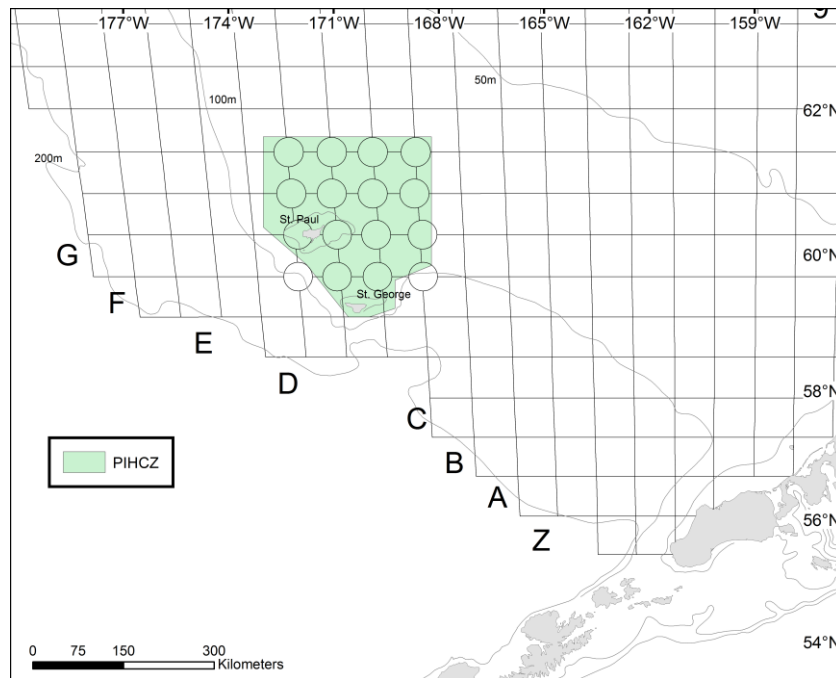 177°W 174°W 171°W 168°W 165°W 162°W 159°W
50m
100m
62°N
200m
St. Paul
60°N
G
F
St. George
E
D
58°N
C
PIHCZ
B
A
56°N
Z
54°N
0 75 150 300
Kilometers